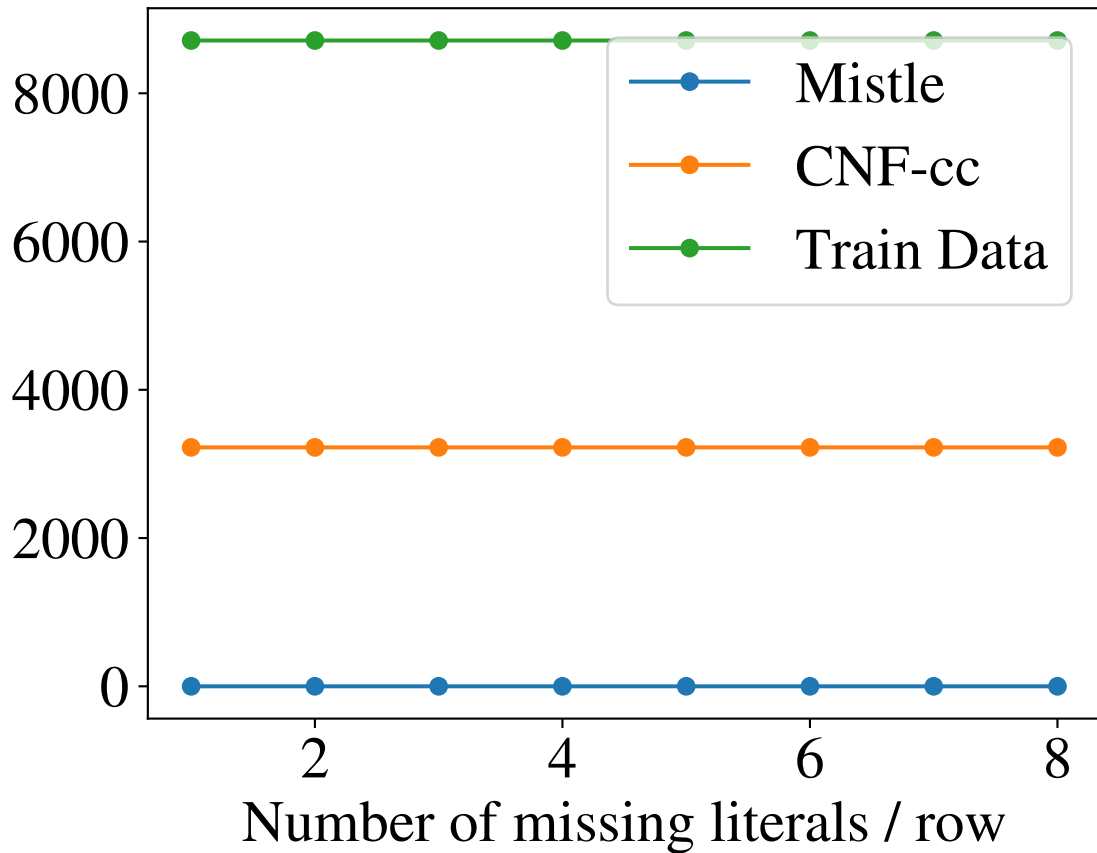 8000
6000
4000
2000
0
Mistle
CNF-cc
Train Data
2 4 6 8
Number of missing literals / row